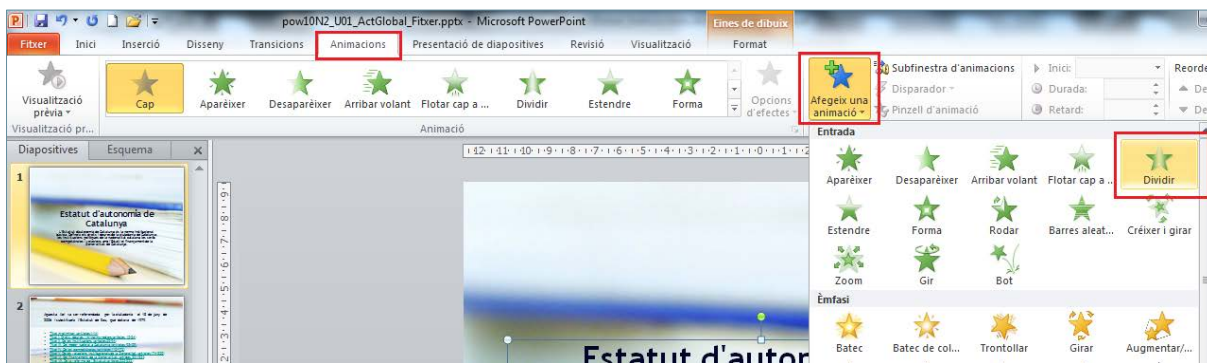 pow10N2_U01_ActGlobal_Fitxer.pptx - Microsoft PowerPoint
Eines de dibuix
Fitxer Inici Inserció Disseny Transicions Animacions Presentació de diapositives Revisió Visualització Format
Visualització prèvia
Cap
Aparèixer
Desaparèixer
Arribar volant
Flotar cap a ...
Dividir
Estendre
Forma
Opcions d'efectes
Afegeix una animació
Subfinestra d'animacions
Disparador
Pinzell d'animació
Inici:
Durada:
Retard:
Reorde
De
De
Visualització pr...
Animació
Diapositives Esquema
1
Estatut d'autonomia de
Catalunya
2
Entrada
Aparèixer Desaparèixer Arribar volant Flotar cap a ... Dividir
Estendre Forma Rodar Barres aleat... Créixer i girar
Zoom Gir Bot
Èmfasi
Batec Batec de col... Trontollar Girar Augmentar/...
Estatut d'autor